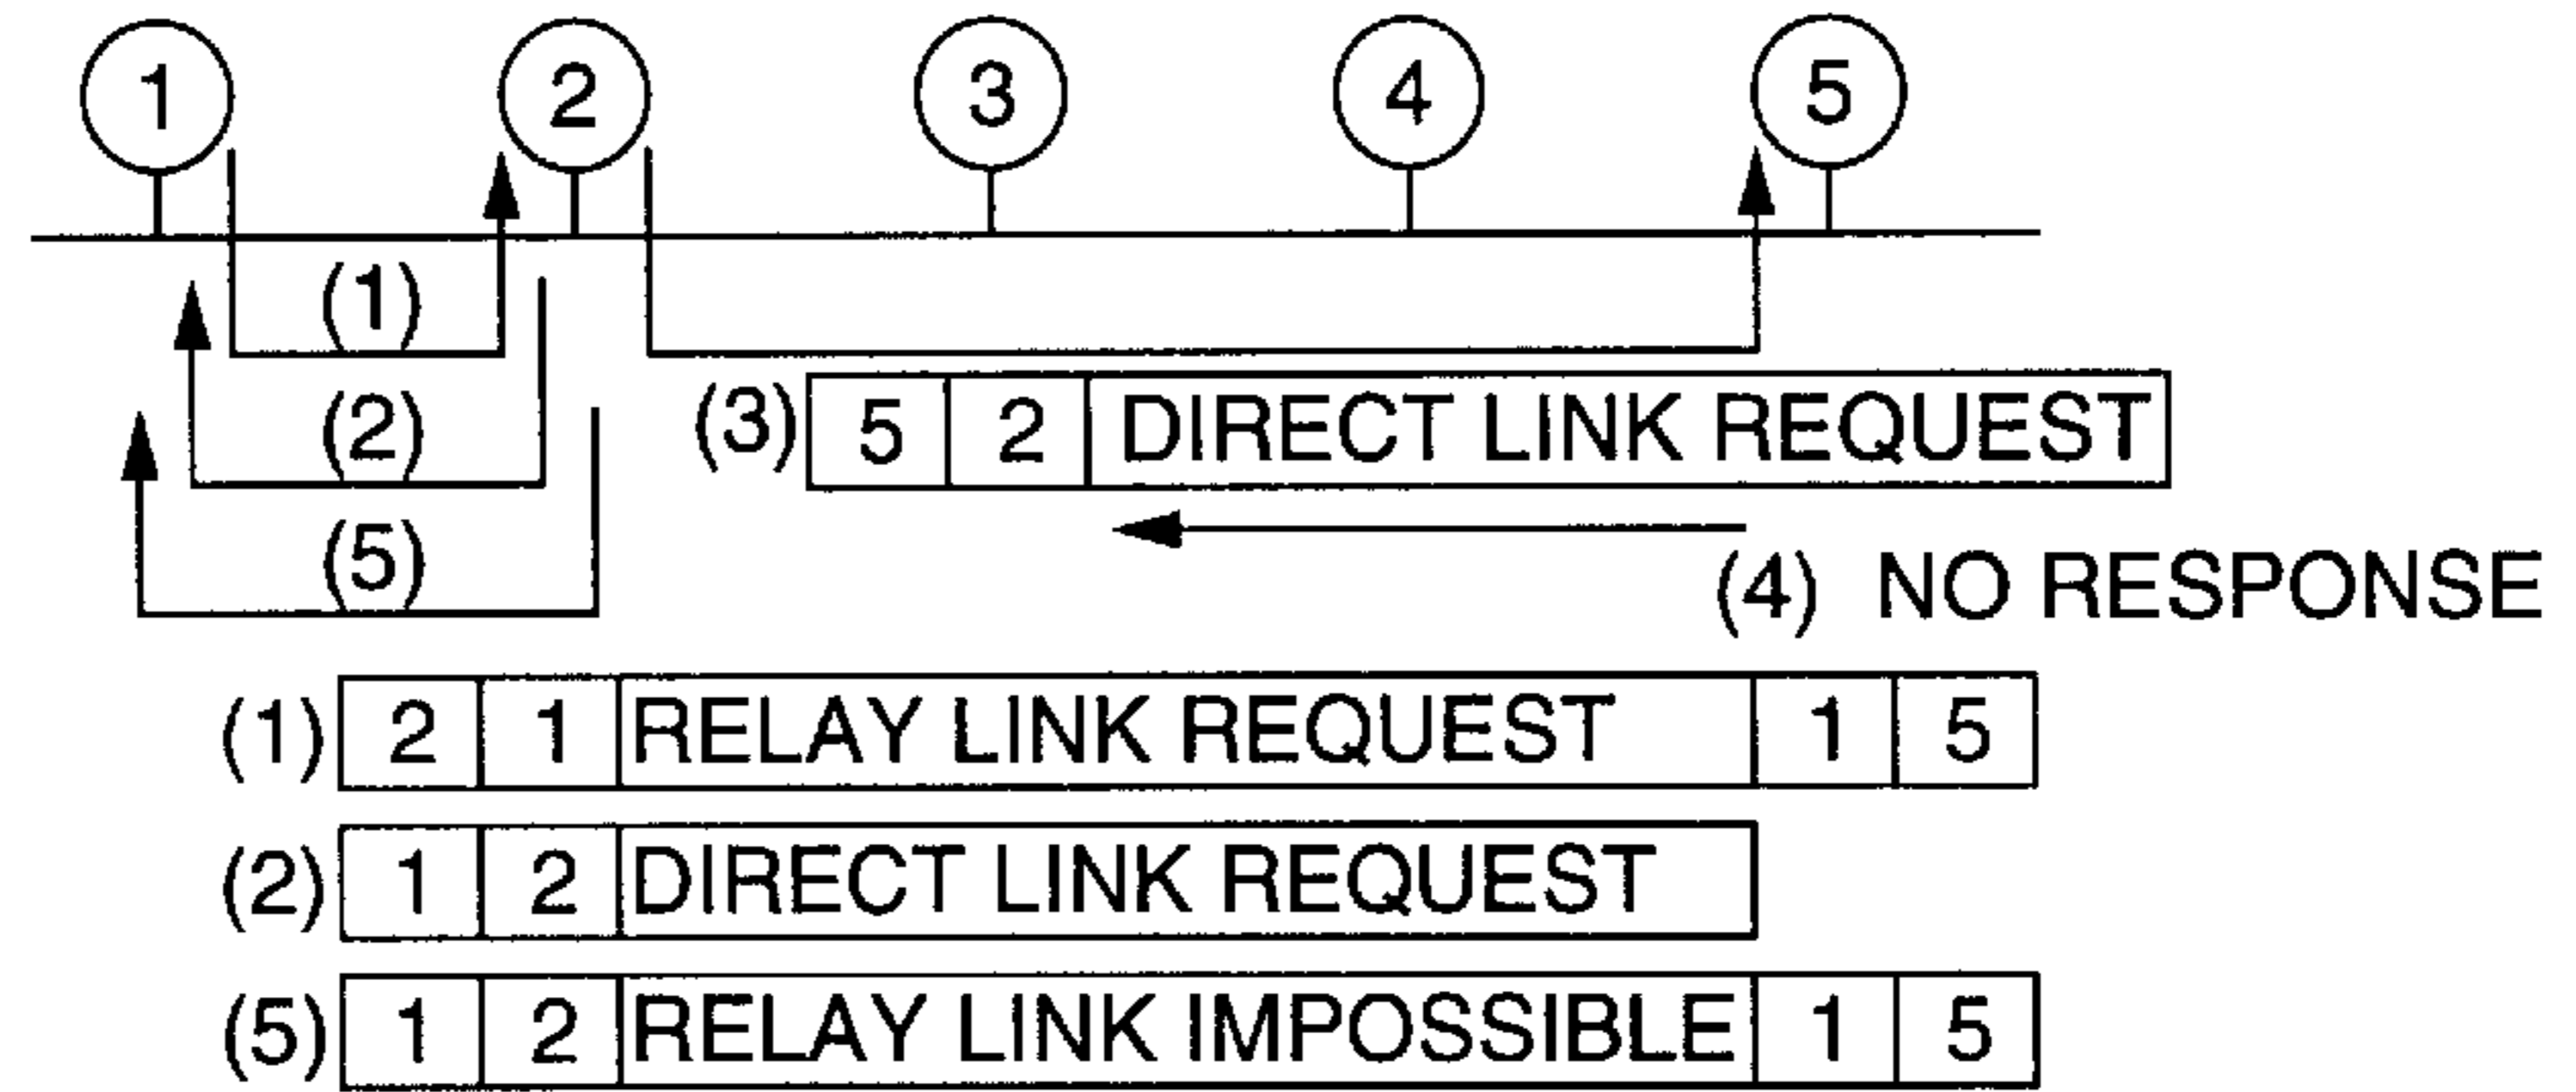 1 2 3 4 5
(1)
(2)
(3) 5 2 DIRECT LINK REQUEST
(5)
(4) NO RESPONSE
(1) 2 1 RELAY LINK REQUEST 1 5
(2) 1 2 DIRECT LINK REQUEST
(5) 1 2 RELAY LINK IMPOSSIBLE 1 5